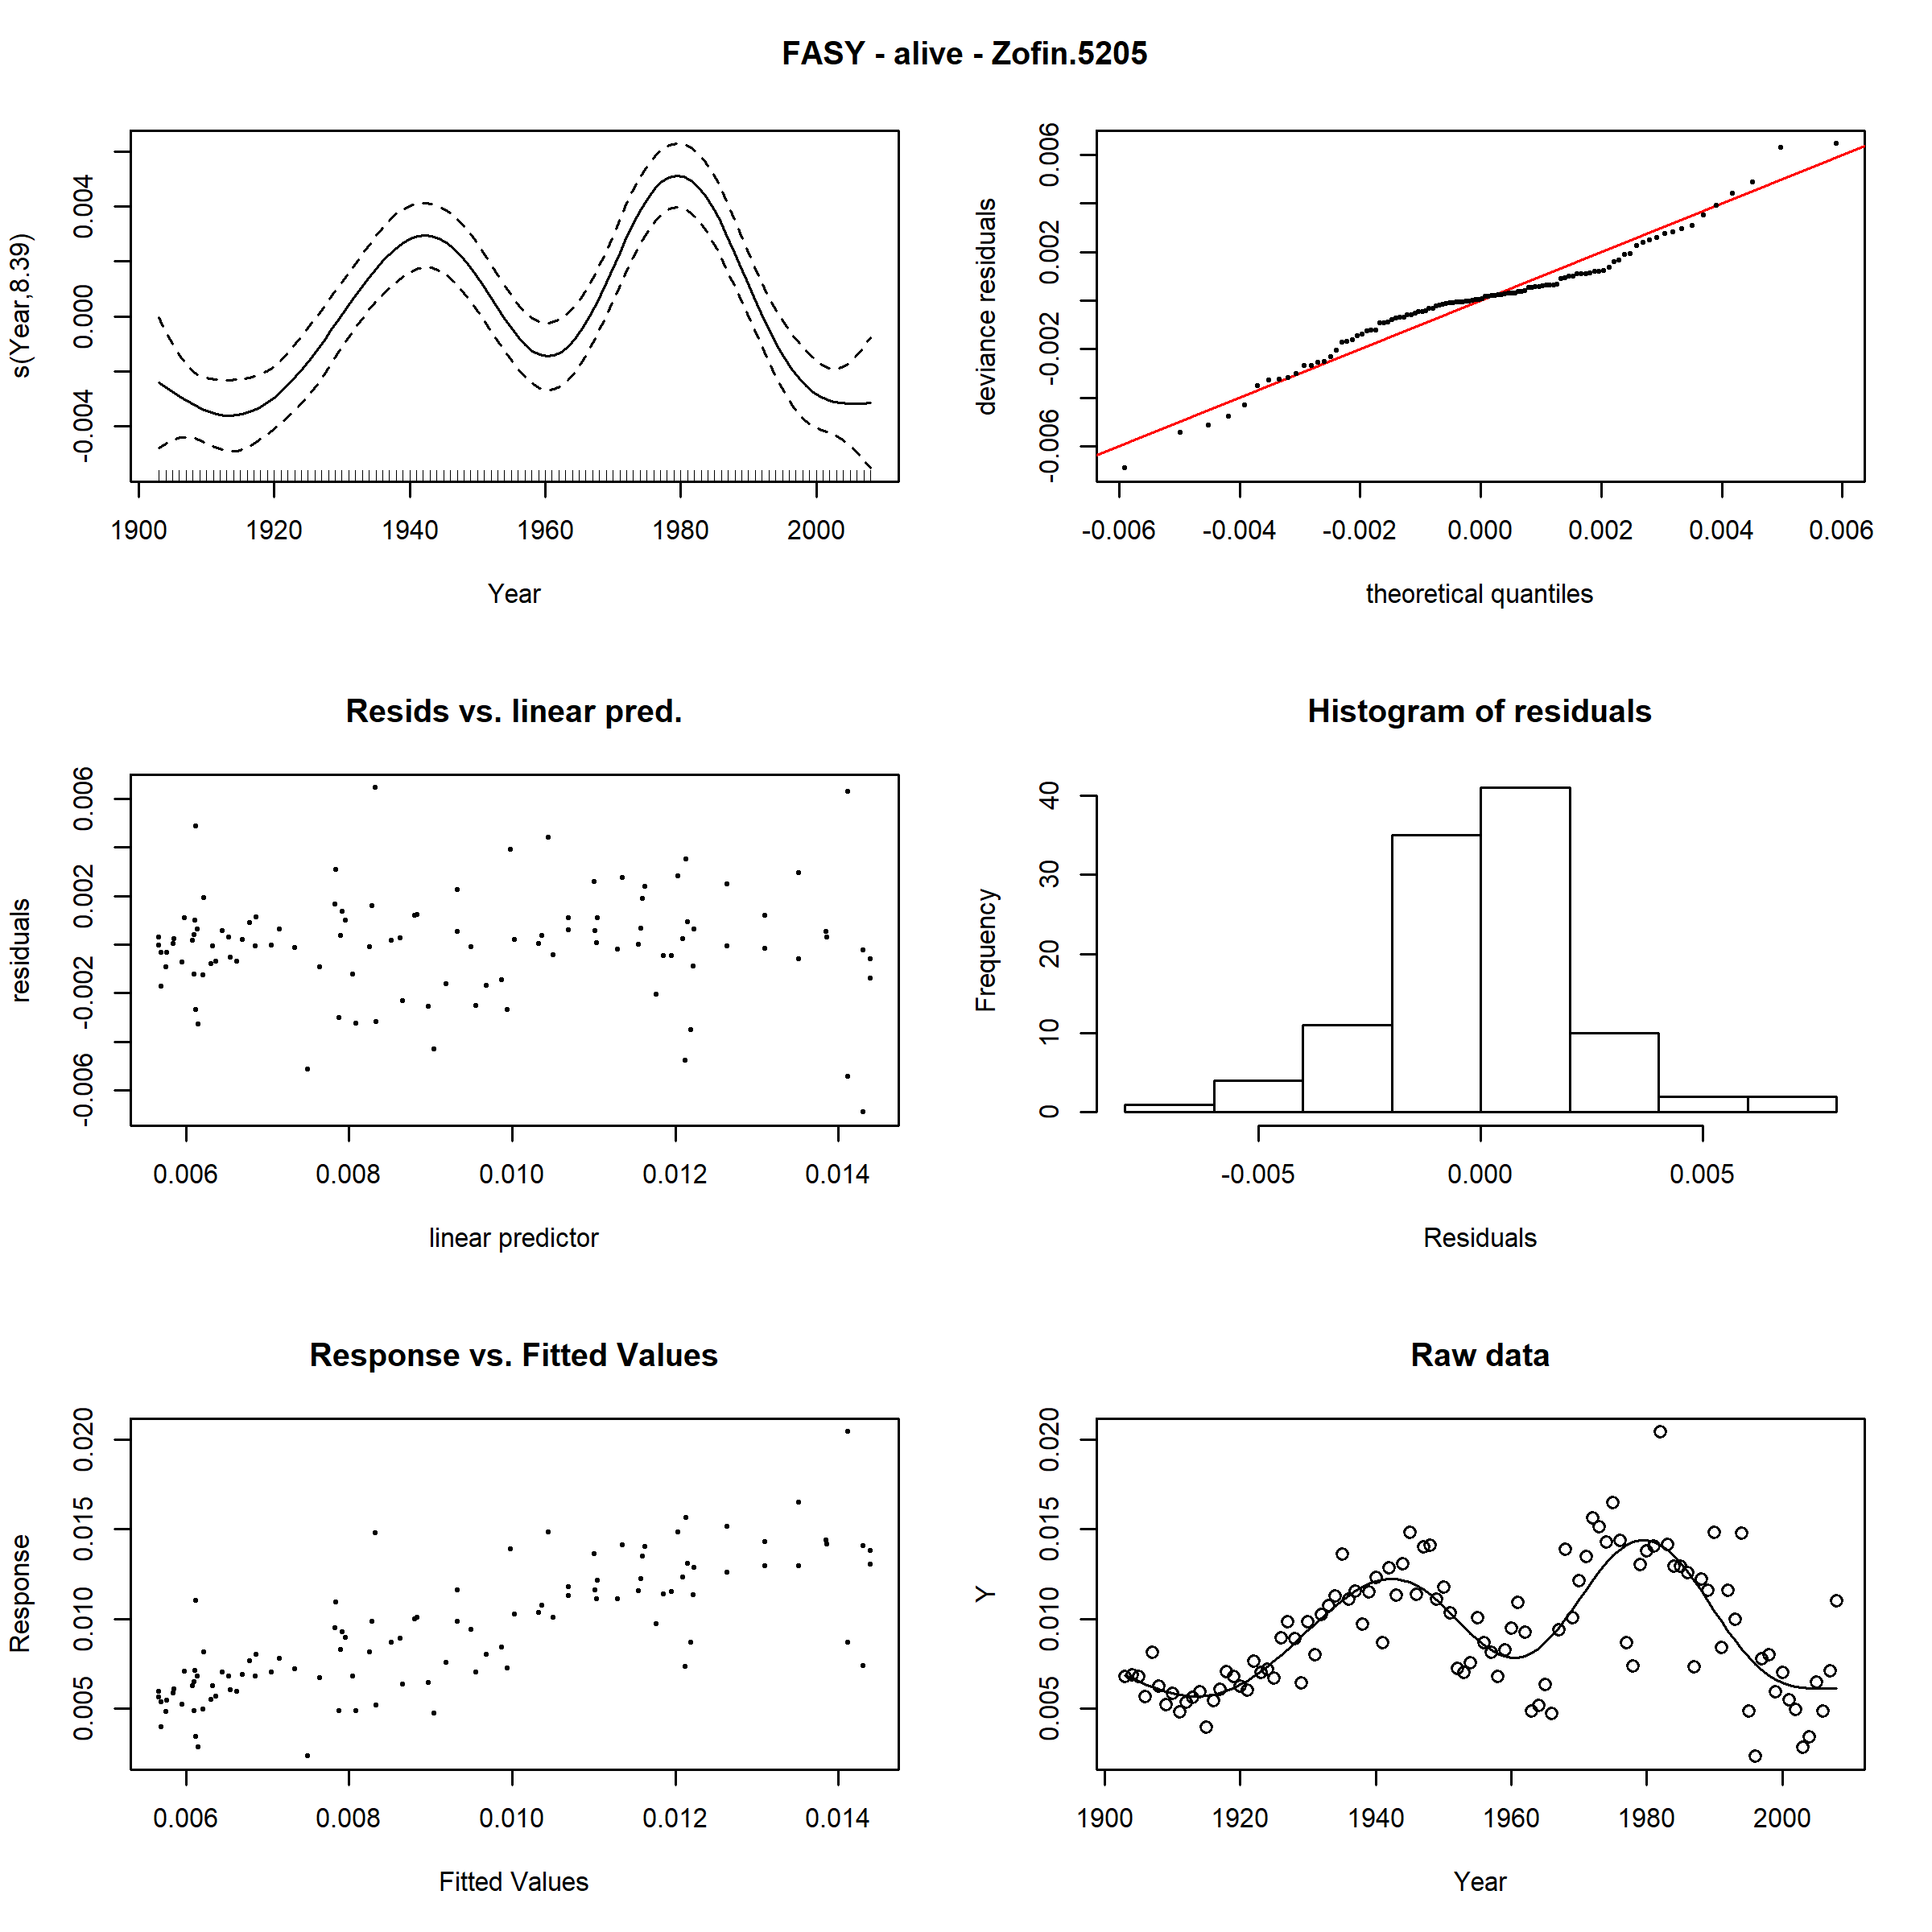 FASY - alive - Zofin.5205
s(Year,8.39)
0.004
0.000
-0.004
1900 1920 1940 1960 1980 2000
Year
deviance residuals
0.006
0.002
-0.002
-0.006
-0.006 -0.004 -0.002 0.000 0.002 0.004 0.006
theoretical quantiles
Resids vs. linear pred.
residuals
0.006
0.002
-0.002
-0.006
0.006 0.008 0.010 0.012 0.014
linear predictor
Histogram of residuals
Frequency
40
30
20
10
0
-0.005 0.000 0.005
Residuals
Response vs. Fitted Values
Response
0.020
0.015
0.010
0.005
0.006 0.008 0.010 0.012 0.014
Fitted Values
Raw data
Y
0.020
0.015
0.010
0.005
1900 1920 1940 1960 1980 2000
Year